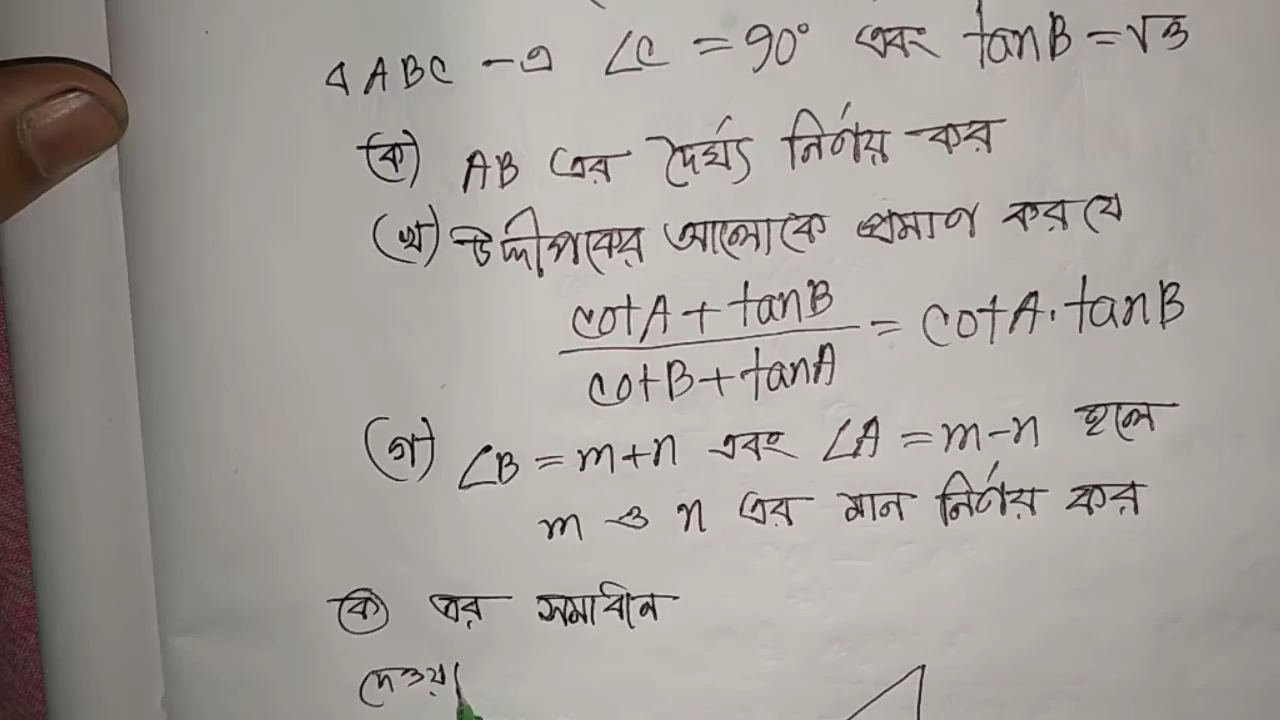 Δ ABC - এ ∠C = 90° এবং tanB = √৩
(ক) AB এর দৈর্ঘ্য নির্ণয় কর
(খ) উদ্দীপকের আলোকে প্রমাণ কর যে
cotA + tanB / cotB + tanA = cotA . tanB
(গ) ∠B = m+n এবং ∠A = m-n হলে
m ও n এর মান নির্ণয় কর
(ক) এর সমাধান
দেওয়া